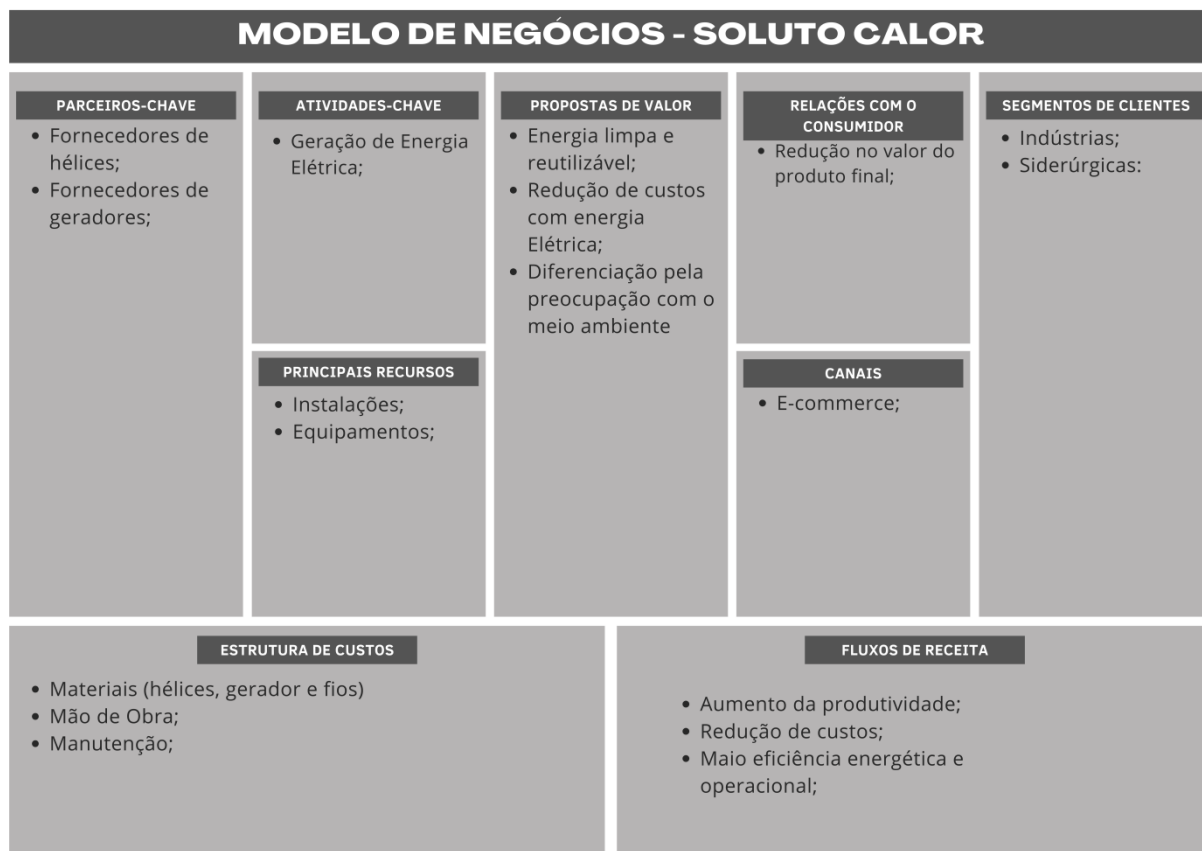 MODELO DE NEGÓCIOS - SOLUTO CALOR
PARCEIROS-CHAVE
• Fornecedores de
hélices;
• Fornecedores de
geradores;
ATIVIDADES-CHAVE
• Geração de Energia
Elétrica;
PRINCIPAIS RECURSOS
• Instalações;
• Equipamentos;
PROPOSTAS DE VALOR
• Energia limpa e
reutilizável;
• Redução de custos
com energia
Elétrica;
• Diferenciação pela
preocupação com o
meio ambiente
RELAÇÕES COM O
CONSUMIDOR
• Redução no valor do
produto final;
CANAIS
• E-commerce;
SEGMENTOS DE CLIENTES
• Indústrias;
• Siderúrgicas:
ESTRUTURA DE CUSTOS
• Materiais (hélices, gerador e fios)
• Mão de Obra;
• Manutenção;
FLUXOS DE RECEITA
• Aumento da produtividade;
• Redução de custos;
• Maio eficiência energética e
operacional;